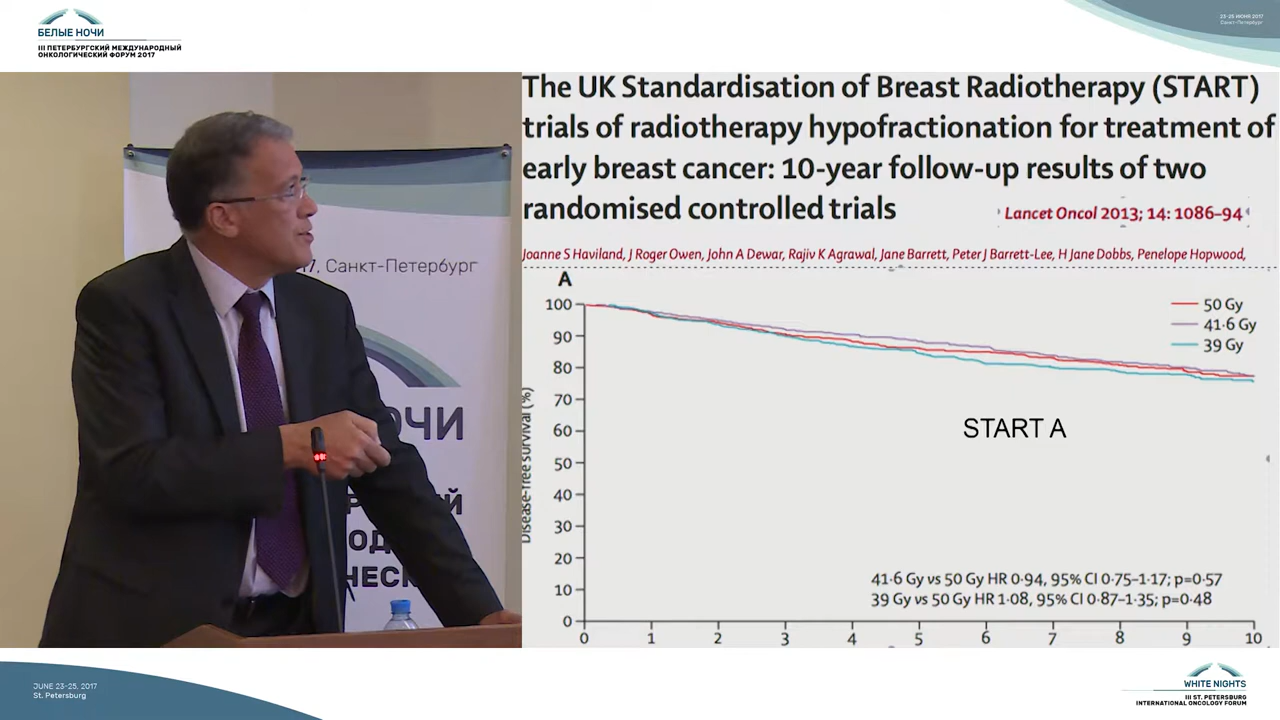 БЕЛЫЕ НОЧИ
III ПЕТЕРБУРГСКИЙ МЕЖДУНАРОДНЫЙ
ОНКОЛОГИЧЕСКИЙ ФОРУМ 2017
23-25 ИЮНЯ 2017
Санкт-Петербург
17, Санкт-Петербург
ОЧИ
The UK Standardisation of Breast Radiotherapy (START)
trials of radiotherapy hypofractionation for treatment of
early breast cancer: 10-year follow-up results of two
randomised controlled trials
Lancet Oncol 2013; 14: 1086–94
Joanne S Haviland, J Roger Owen, John A Dewar, Rajiv K Agrawal, Jane Barrett, Peter J Barrett-Lee, H Jane Dobbs, Penelope Hopwood,
A
50 Gy
41·6 Gy
39 Gy
Disease-free survival (%)
100
90
80
70
60
50
40
30
20
10
0
START A
41·6 Gy vs 50 Gy HR 0·94, 95% CI 0·75–1·17; p=0·57
39 Gy vs 50 Gy HR 1·08, 95% CI 0·87–1·35; p=0·48
0 1 2 3 4 5 6 7 8 9 10
JUNE 23-25, 2017
St. Petersburg
WHITE NIGHTS
III ST. PETERSBURG
INTERNATIONAL ONCOLOGY FORUM